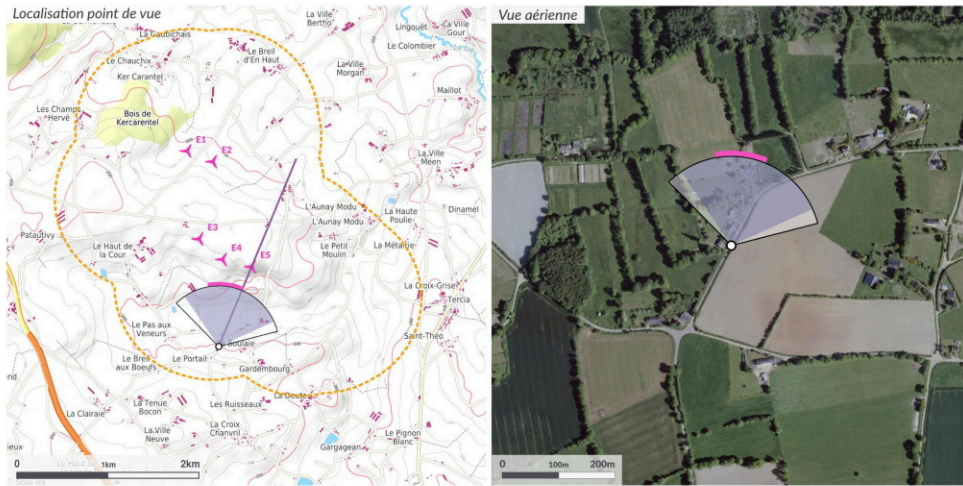 Localisation point de vue
La Gaubichais
Le Chauchix
Ker Carantel
Le Breil
d'En Haut
La Ville
Bertho
Lingouët
La Ville
Gour
Le Colombier
La Ville
Morgan
Maillot
Les Champs
Hervé
Bois de
Kercarentel
E1
E2
La Ville
Méen
L'Aunay Modu
L'Aunay Modu
La Haute
Poulie
Dinamel
Patautivy
Le Haut de
la Cour
E3
E4
E5
Le Petit
Moulin
La Métairie
La Croix-Grise
Tercia
Le Pas aux
Veneurs
Boulaie
Saint-Théo
Le Portail
Le Breil
aux Boeufs
Gardembourg
La Clairaie
La Tenue
Bocon
Les Ruisseaux
La Ville
Neuve
La Croix
Chanvril
Gargagean
Le Pignon
Blanc
0
1km
2km
Vue aérienne
0
100m
200m